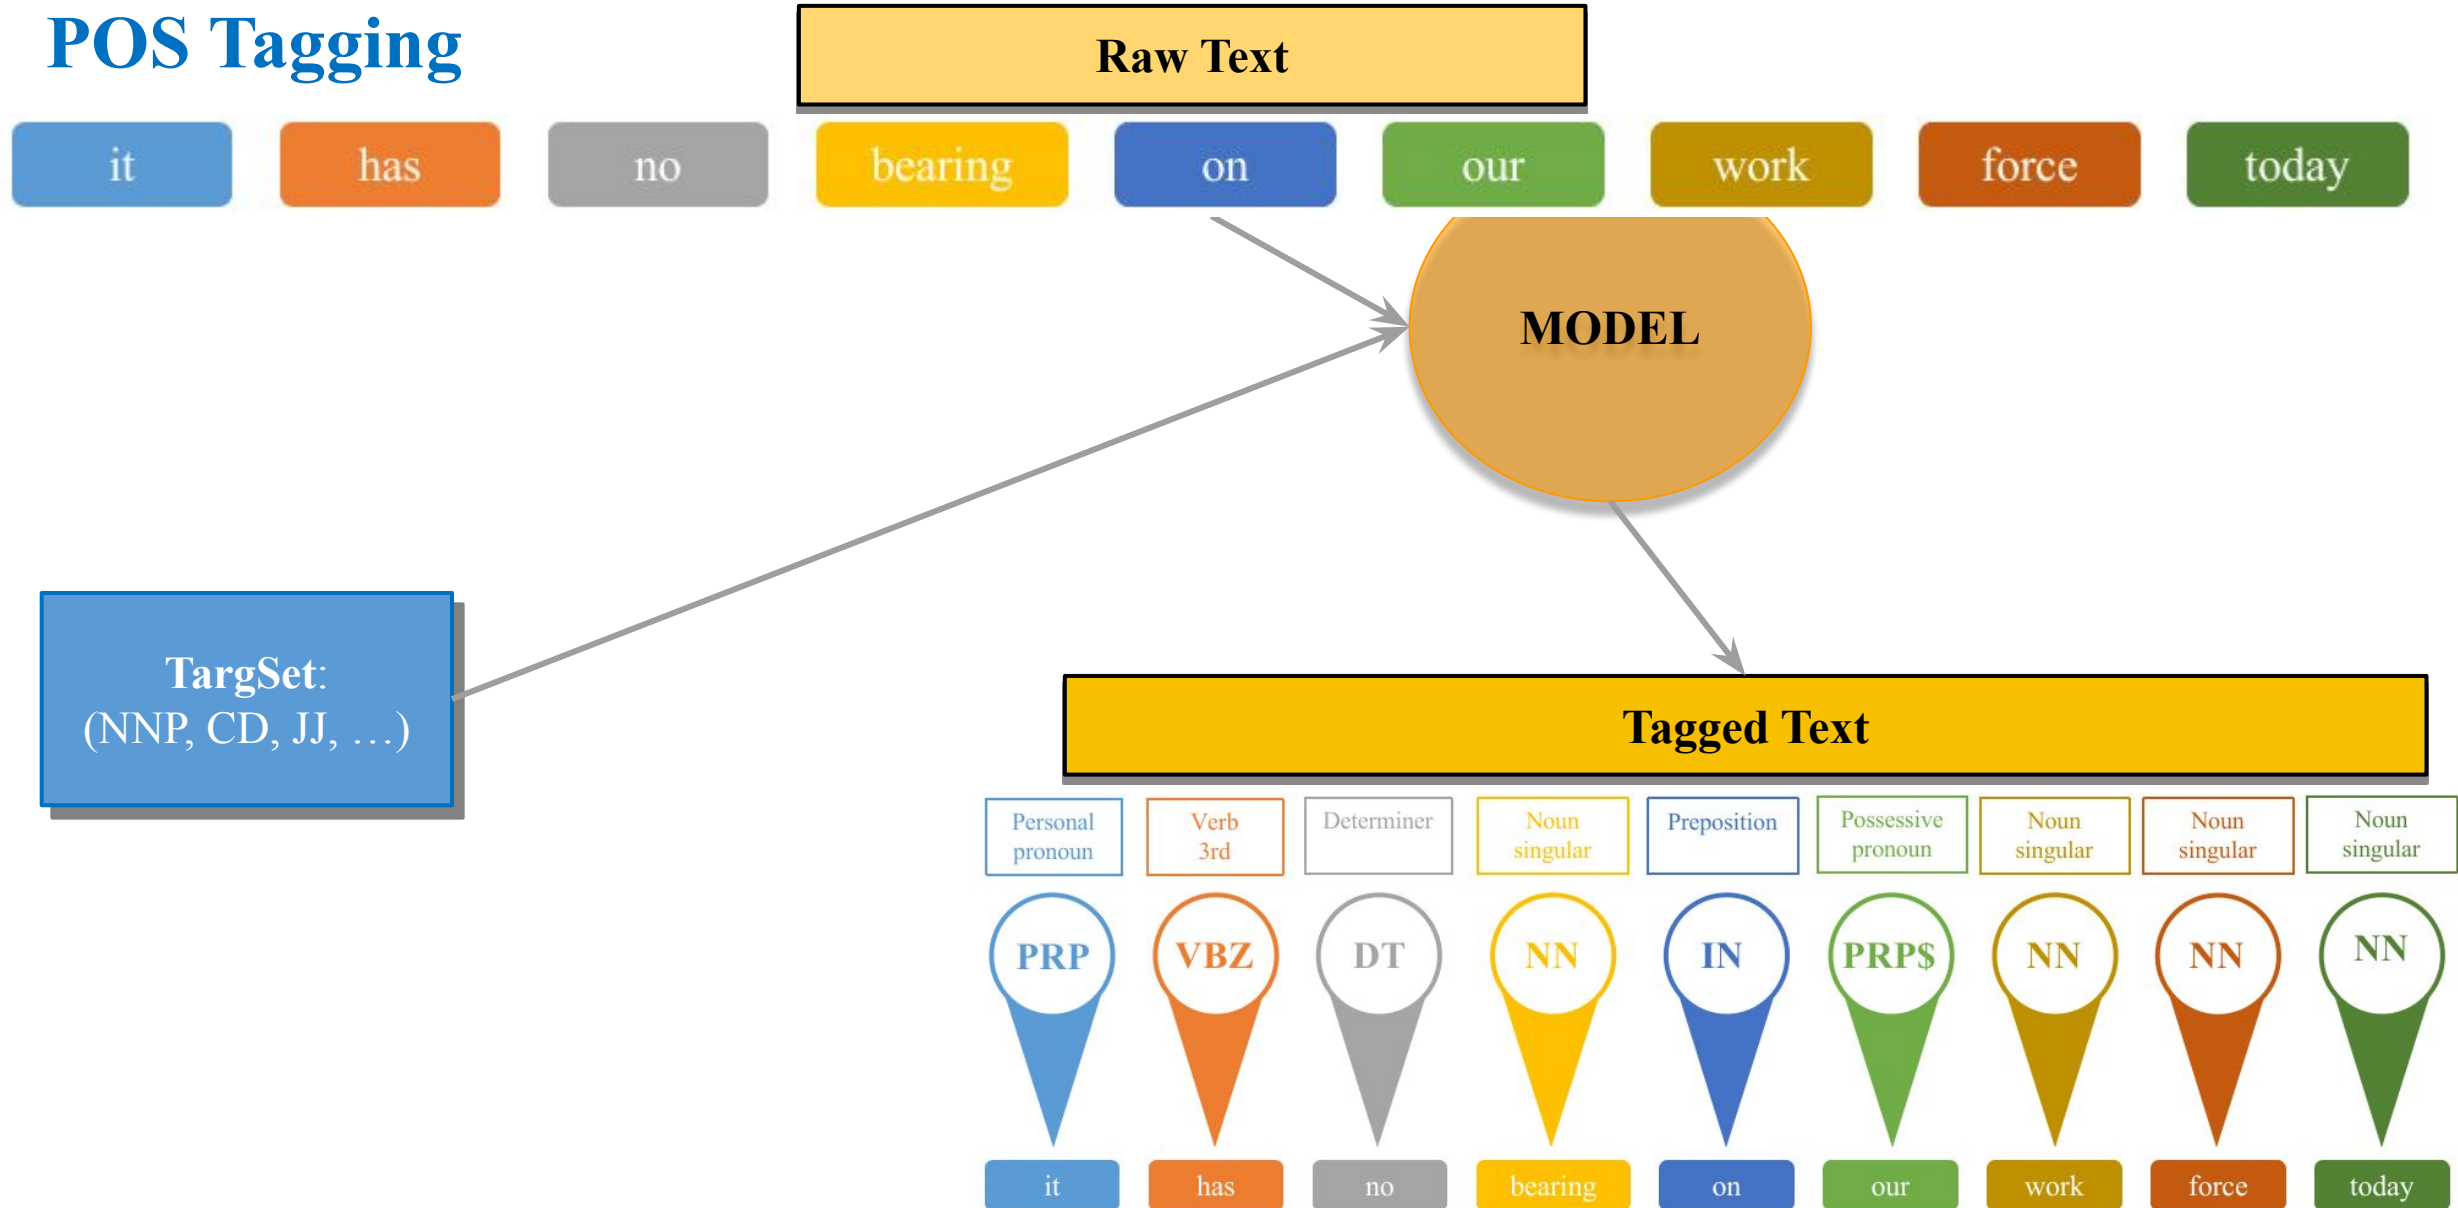 POS Tagging
Raw Text
it has no bearing on our work force today
MODEL
TargSet:
(NNP, CD, JJ, …)
Tagged Text
Personal pronoun
Verb 3rd
Determiner
Noun singular
Preposition
Possessive pronoun
Noun singular
Noun singular
Noun singular
PRP VBZ DT NN IN PRP$ NN NN NN
it has no bearing on our work force today